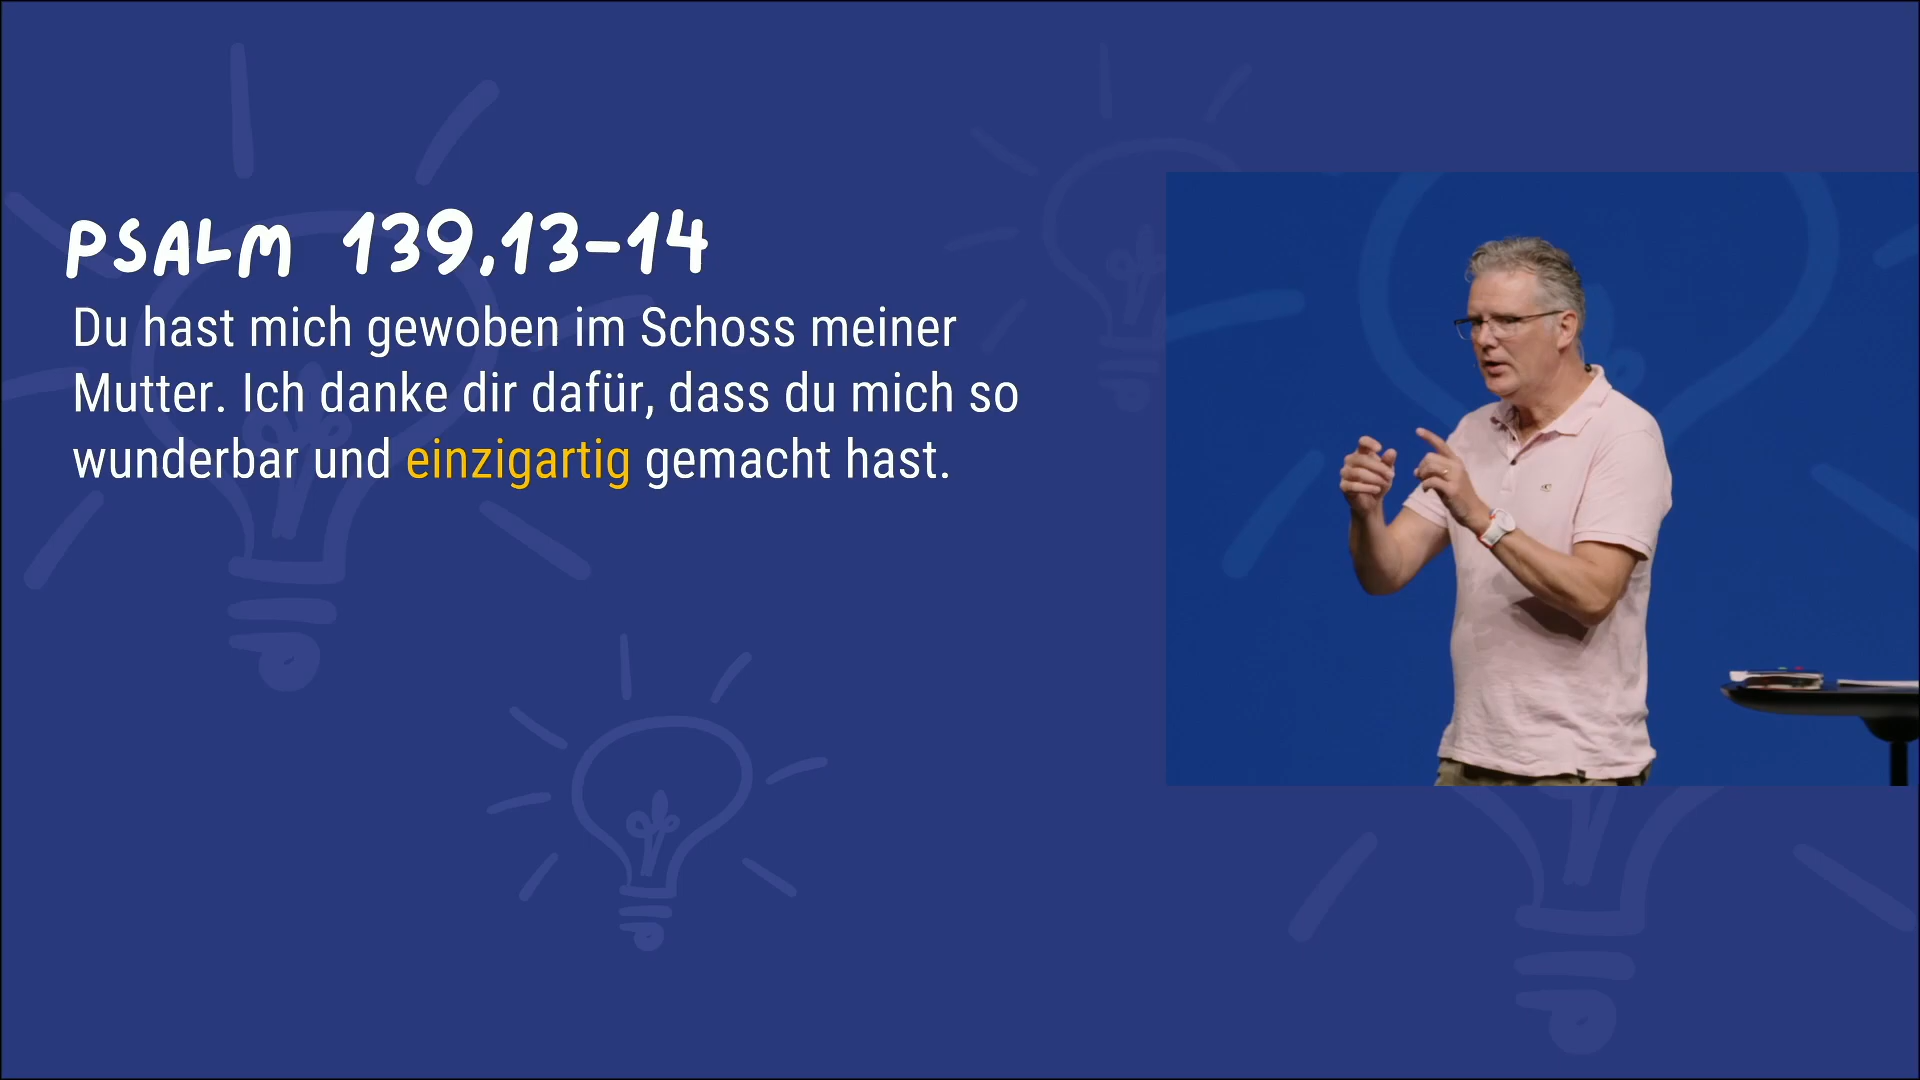 PSALM 139,13-14
Du hast mich gewoben im Schoss meiner
Mutter. Ich danke dir dafür, dass du mich so
wunderbar und einzigartig gemacht hast.